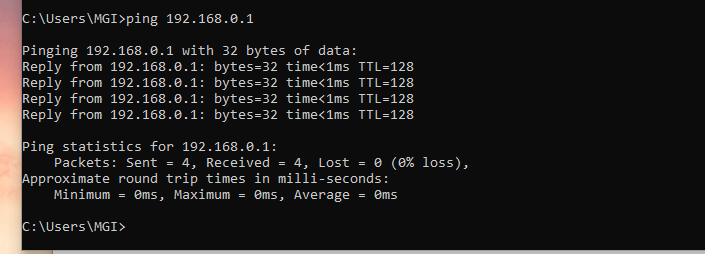 C:\Users\MGI>ping 192.168.0.1
Pinging 192.168.0.1 with 32 bytes of data:
Reply from 192.168.0.1: bytes=32 time<1ms TTL=128
Reply from 192.168.0.1: bytes=32 time<1ms TTL=128
Reply from 192.168.0.1: bytes=32 time<1ms TTL=128
Reply from 192.168.0.1: bytes=32 time<1ms TTL=128
Ping statistics for 192.168.0.1:
    Packets: Sent = 4, Received = 4, Lost = 0 (0% loss),
Approximate round trip times in milli-seconds:
    Minimum = 0ms, Maximum = 0ms, Average = 0ms
C:\Users\MGI>